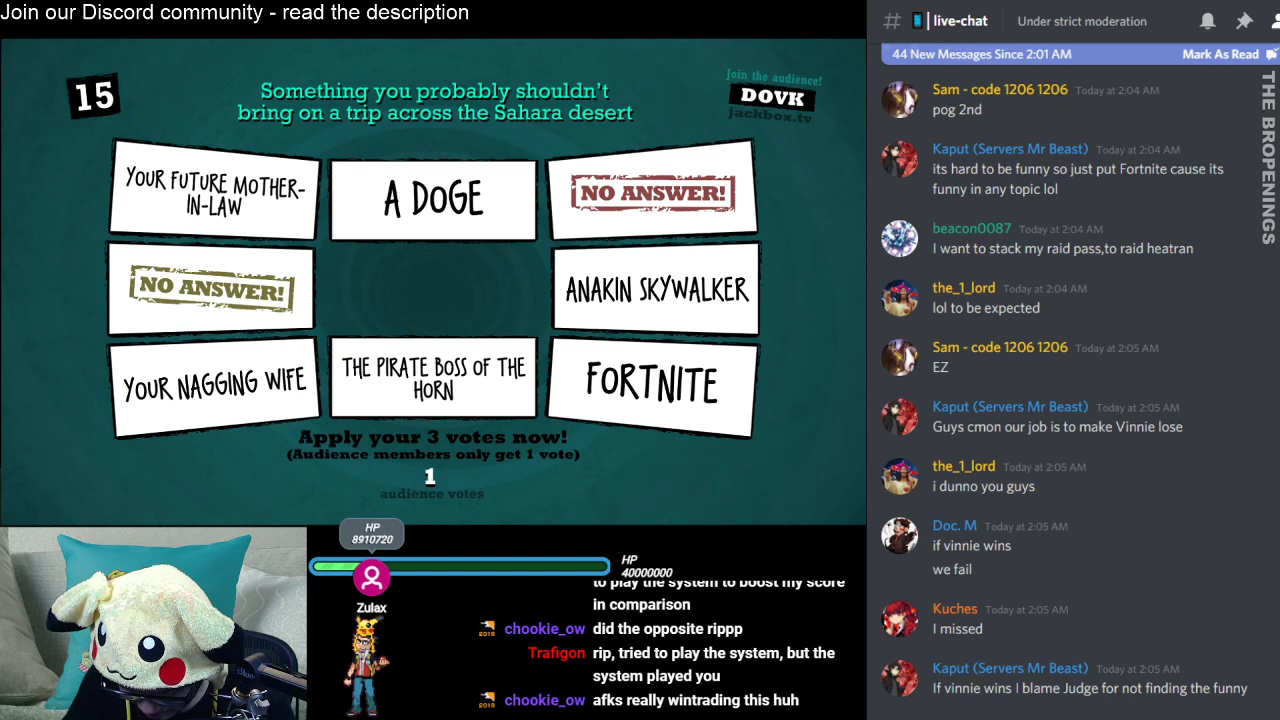 Join our Discord community - read the description
15
Something you probably shouldn't
bring on a trip across the Sahara desert
Join the audience!
DOVK
jackbox.tv
YOUR FUTURE MOTHER-
IN-LAW
A DOGE
NO ANSWER!
NO ANSWER!
ANAKIN SKYWALKER
YOUR NAGGING WIFE
THE PIRATE BOSS OF THE
HORN
FORTNITE
Apply your 3 votes now!
(Audience members only get 1 vote)
1
audience votes
HP
8910720
HP
40000000
Zulax
to play the system to boost my score
in comparison
2018 chookie_ow did the opposite rippp
Trafigon rip, tried to play the system, but the
system played you
2018 chookie_ow afks really wintrading this huh
# live-chat Under strict moderation
44 New Messages Since 2:01 AM Mark As Read
THE BROPENINGS
Sam - code 1206 1206 Today at 2:04 AM
pog 2nd
Kaput (Servers Mr Beast) Today at 2:04 AM
its hard to be funny so just put Fortnite cause its
funny in any topic lol
beacon0087 Today at 2:04 AM
I want to stack my raid pass,to raid heatran
the_1_lord Today at 2:04 AM
lol to be expected
Sam - code 1206 1206 Today at 2:05 AM
EZ
Kaput (Servers Mr Beast) Today at 2:05 AM
Guys cmon our job is to make Vinnie lose
the_1_lord Today at 2:05 AM
i dunno you guys
Doc. M Today at 2:05 AM
if vinnie wins
we fail
Kuches Today at 2:05 AM
I missed
Kaput (Servers Mr Beast) Today at 2:05 AM
If vinnie wins I blame Judge for not finding the funny